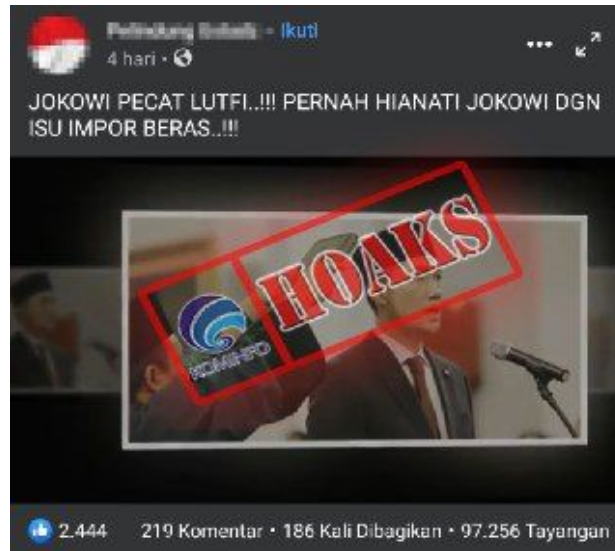 Ikuti
4 hari
JOKOWI PECAT LUTFI..!!! PERNAH HIANATI JOKOWI DGN
ISU IMPOR BERAS..!!!
HOAKS
KOMINFO
2.444 219 Komentar • 186 Kali Dibagikan • 97.256 Tayangan